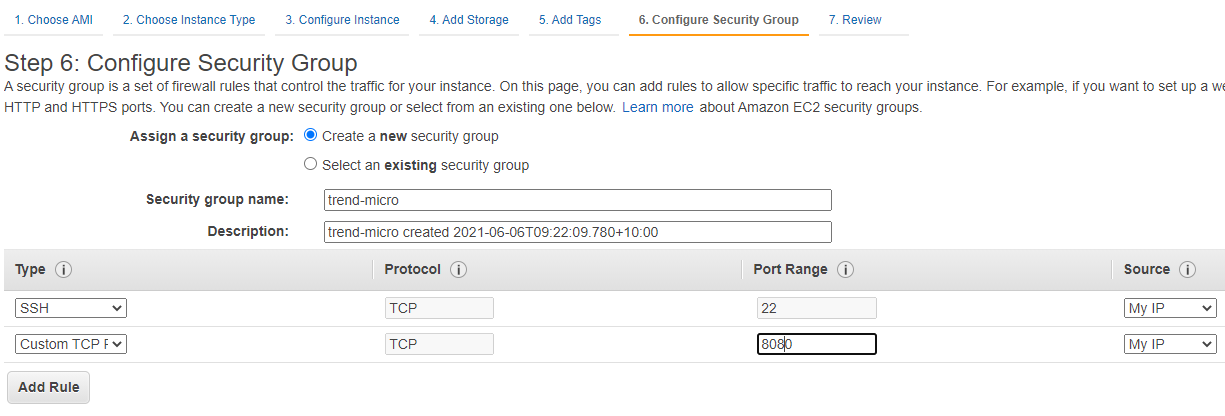 1. Choose AMI 2. Choose Instance Type 3. Configure Instance 4. Add Storage 5. Add Tags 6. Configure Security Group 7. Review
Step 6: Configure Security Group
A security group is a set of firewall rules that control the traffic for your instance. On this page, you can add rules to allow specific traffic to reach your instance. For example, if you want to set up a we
HTTP and HTTPS ports. You can create a new security group or select from an existing one below. Learn more about Amazon EC2 security groups.
Assign a security group: Create a new security group
Select an existing security group
Security group name: trend-micro
Description: trend-micro created 2021-06-06T09:22:09.780+10:00
Type i Protocol i Port Range i Source i
SSH TCP 22 My IP
Custom TCP F TCP 8080 My IP
Add Rule